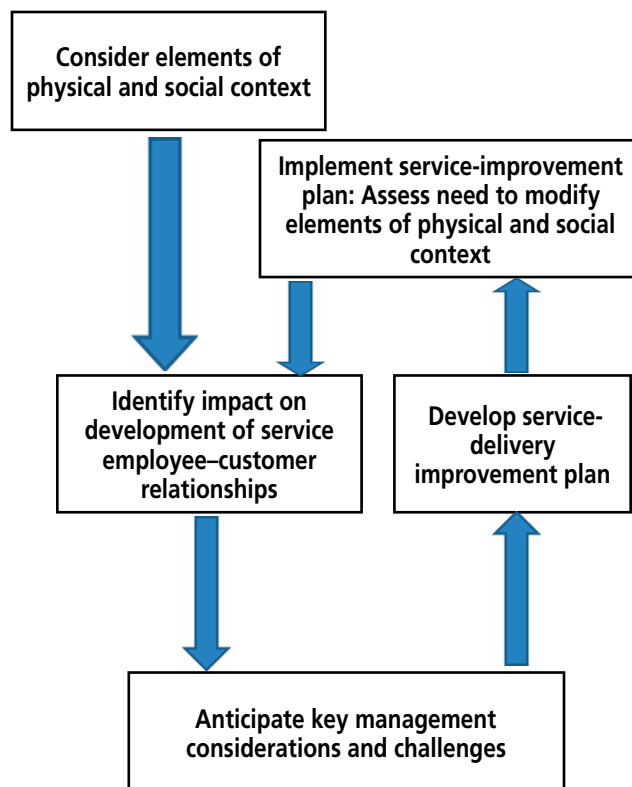 Consider elements of
physical and social context
Implement service-improvement
plan: Assess need to modify
elements of physical and social
context
Identify impact on
development of service
employee–customer
relationships
Develop service-
delivery
improvement plan
Anticipate key management
considerations and challenges